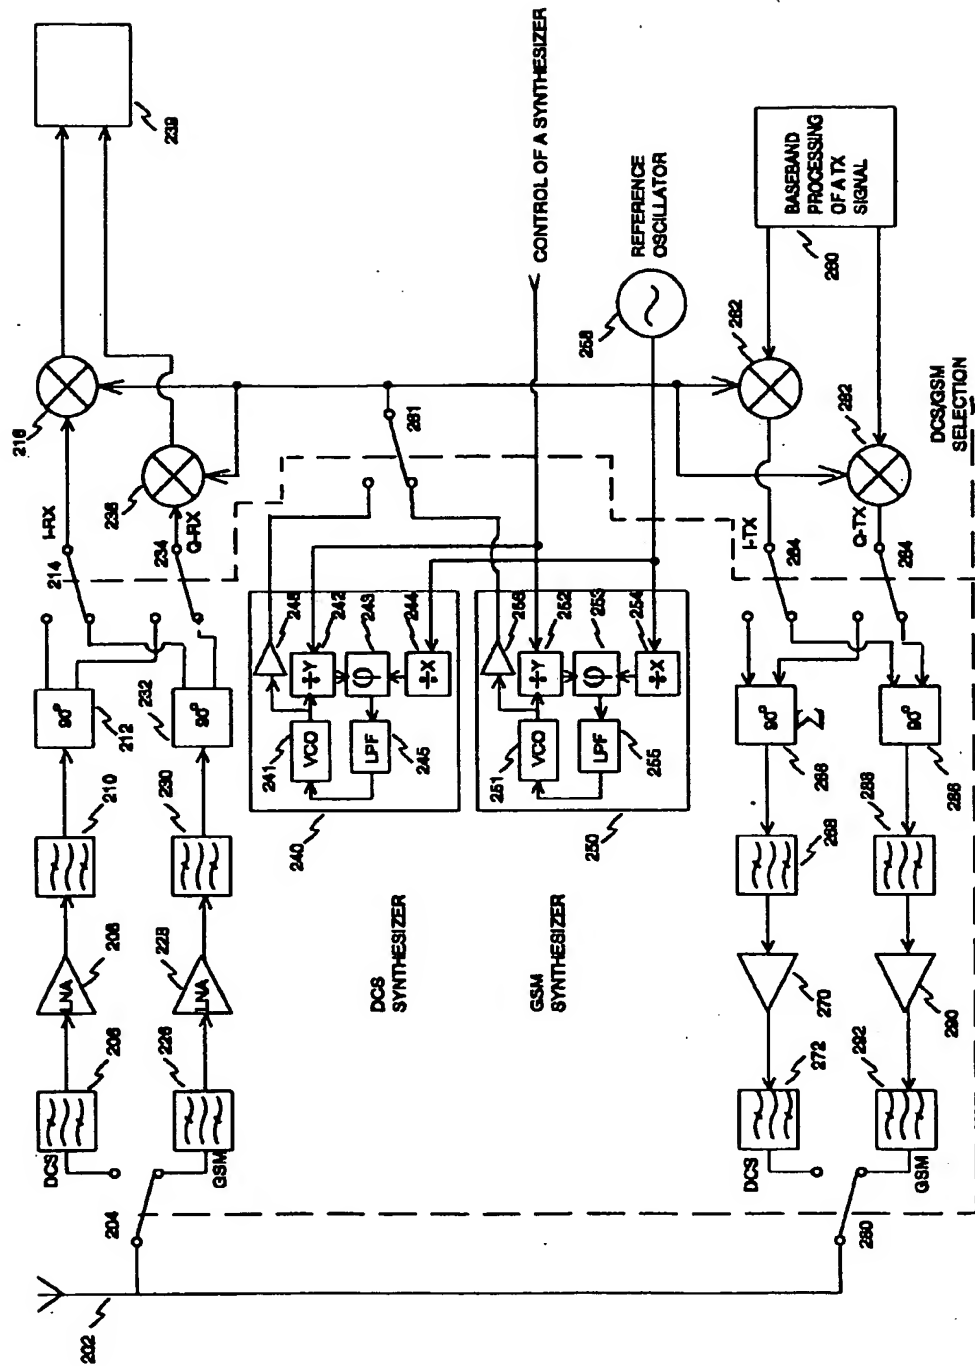 202
204
DCS
206
LNA
208
210
90°
212
214
I-RX
216
239
GSM
226
LNA
228
230
90°
232
234
Q-RX
236
DCS
SYNTHESIZER
240
241
VCO
LPF
245
÷Y
÷X
242
243
244
261
GSM
SYNTHESIZER
250
251
VCO
LPF
255
÷Y
÷X
256
252
253
254
CONTROL OF A SYNTHESIZER
258
REFERENCE
OSCILLATOR
DCS
272
270
268
90°
Σ
266
I-TX
264
262
BASEBAND
PROCESSING
OF A TX
SIGNAL
260
280
GSM
292
290
288
90°
286
Q-TX
284
282
DCS/GSM
SELECTION